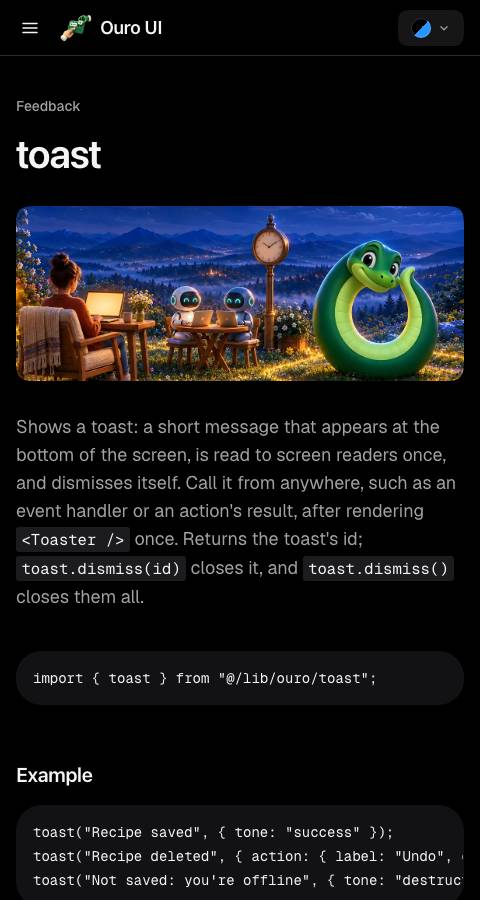 Ouro UI
Feedback
toast
Shows a toast: a short message that appears at the
bottom of the screen, is read to screen readers once,
and dismisses itself. Call it from anywhere, such as an
event handler or an action's result, after rendering
<Toaster /> once. Returns the toast's id;
toast.dismiss(id) closes it, and toast.dismiss()
closes them all.
import { toast } from "@/lib/ouro/toast";
Example
toast("Recipe saved", { tone: "success" });
toast("Recipe deleted", { action: { label: "Undo",
toast("Not saved: you're offline", { tone: "destruc